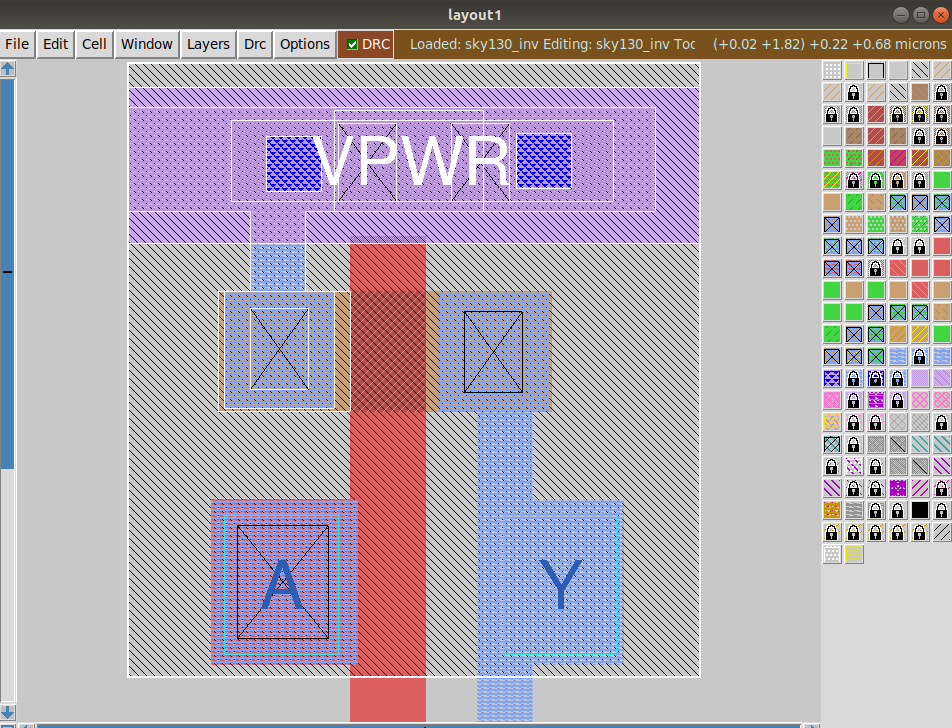 layout1
File Edit Cell Window Layers Drc Options DRC Loaded: sky130_inv Editing: sky130_inv Toc (+0.02 +1.82) +0.22 +0.68 microns
VPWR
A Y